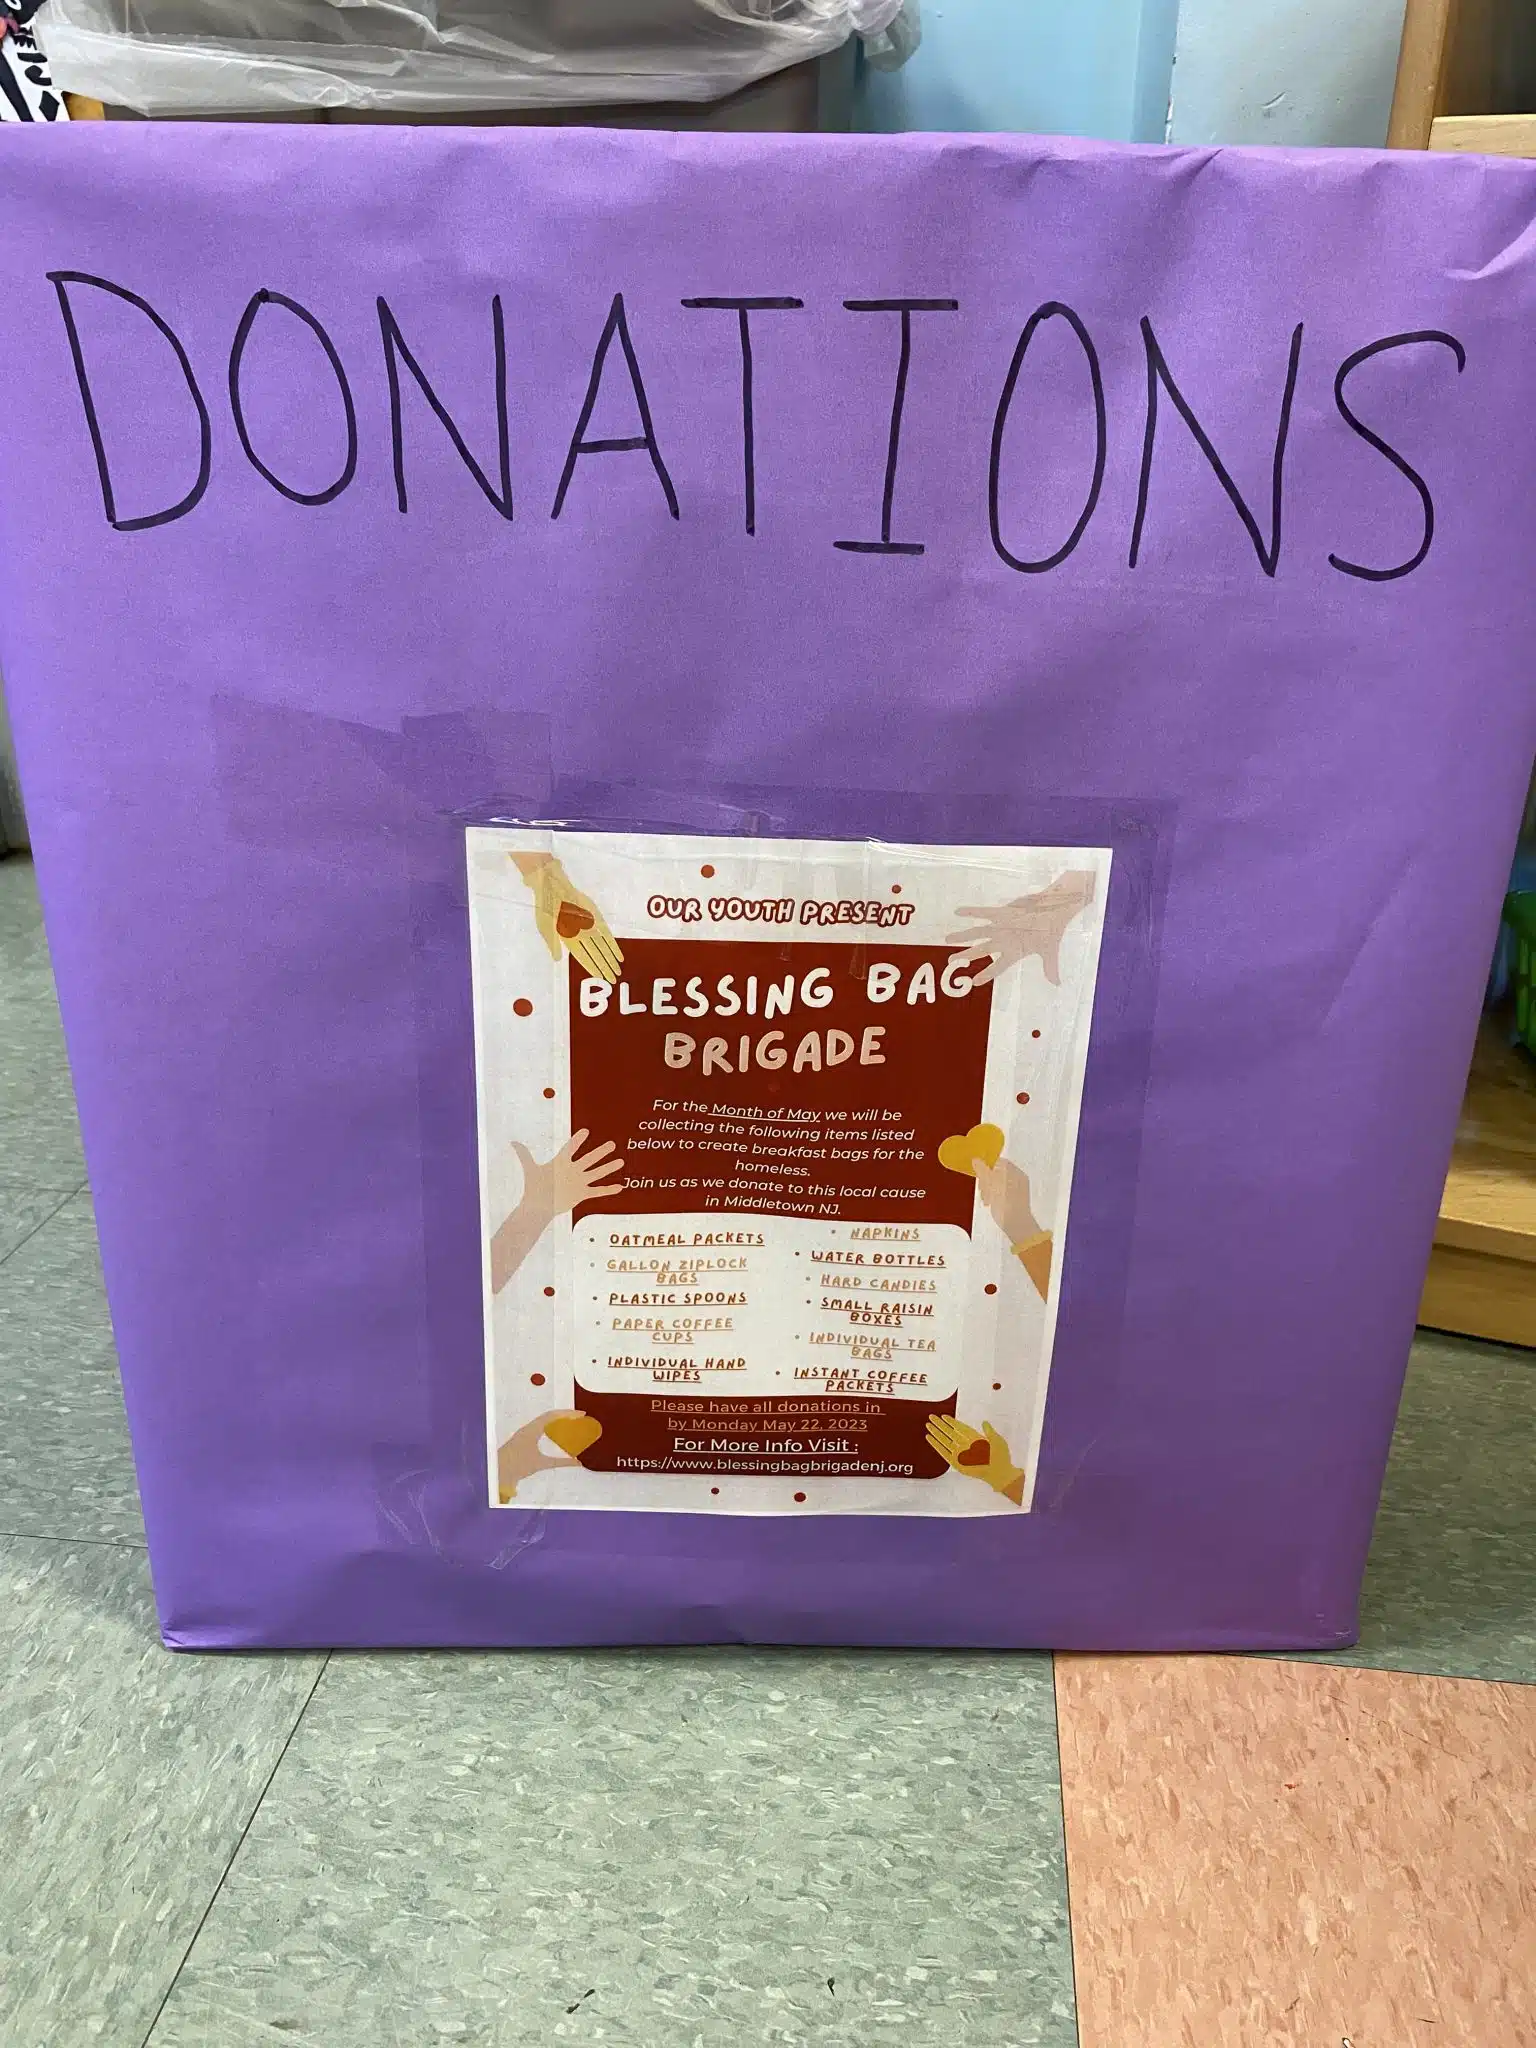 DONATIONS
OUR YOUTH PRESENT
BLESSING BAG
BRIGADE
For the Month of May we will be
collecting the following items listed
below to create breakfast bags for the
homeless.
Join us as we donate to this local cause
in Middletown NJ.
• OATMEAL PACKETS
• GALLON ZIPLOCK
BAGS
• PLASTIC SPOONS
• PAPER COFFEE
CUPS
• INDIVIDUAL HAND
WIPES
• NAPKINS
• WATER BOTTLES
• HARD CANDIES
• SMALL RAISIN
BOXES
• INDIVIDUAL TEA
BAGS
• INSTANT COFFEE
PACKETS
Please have all donations in
by Monday May 22, 2023
For More Info Visit :
https://www.blessingbagbrigadenj.org